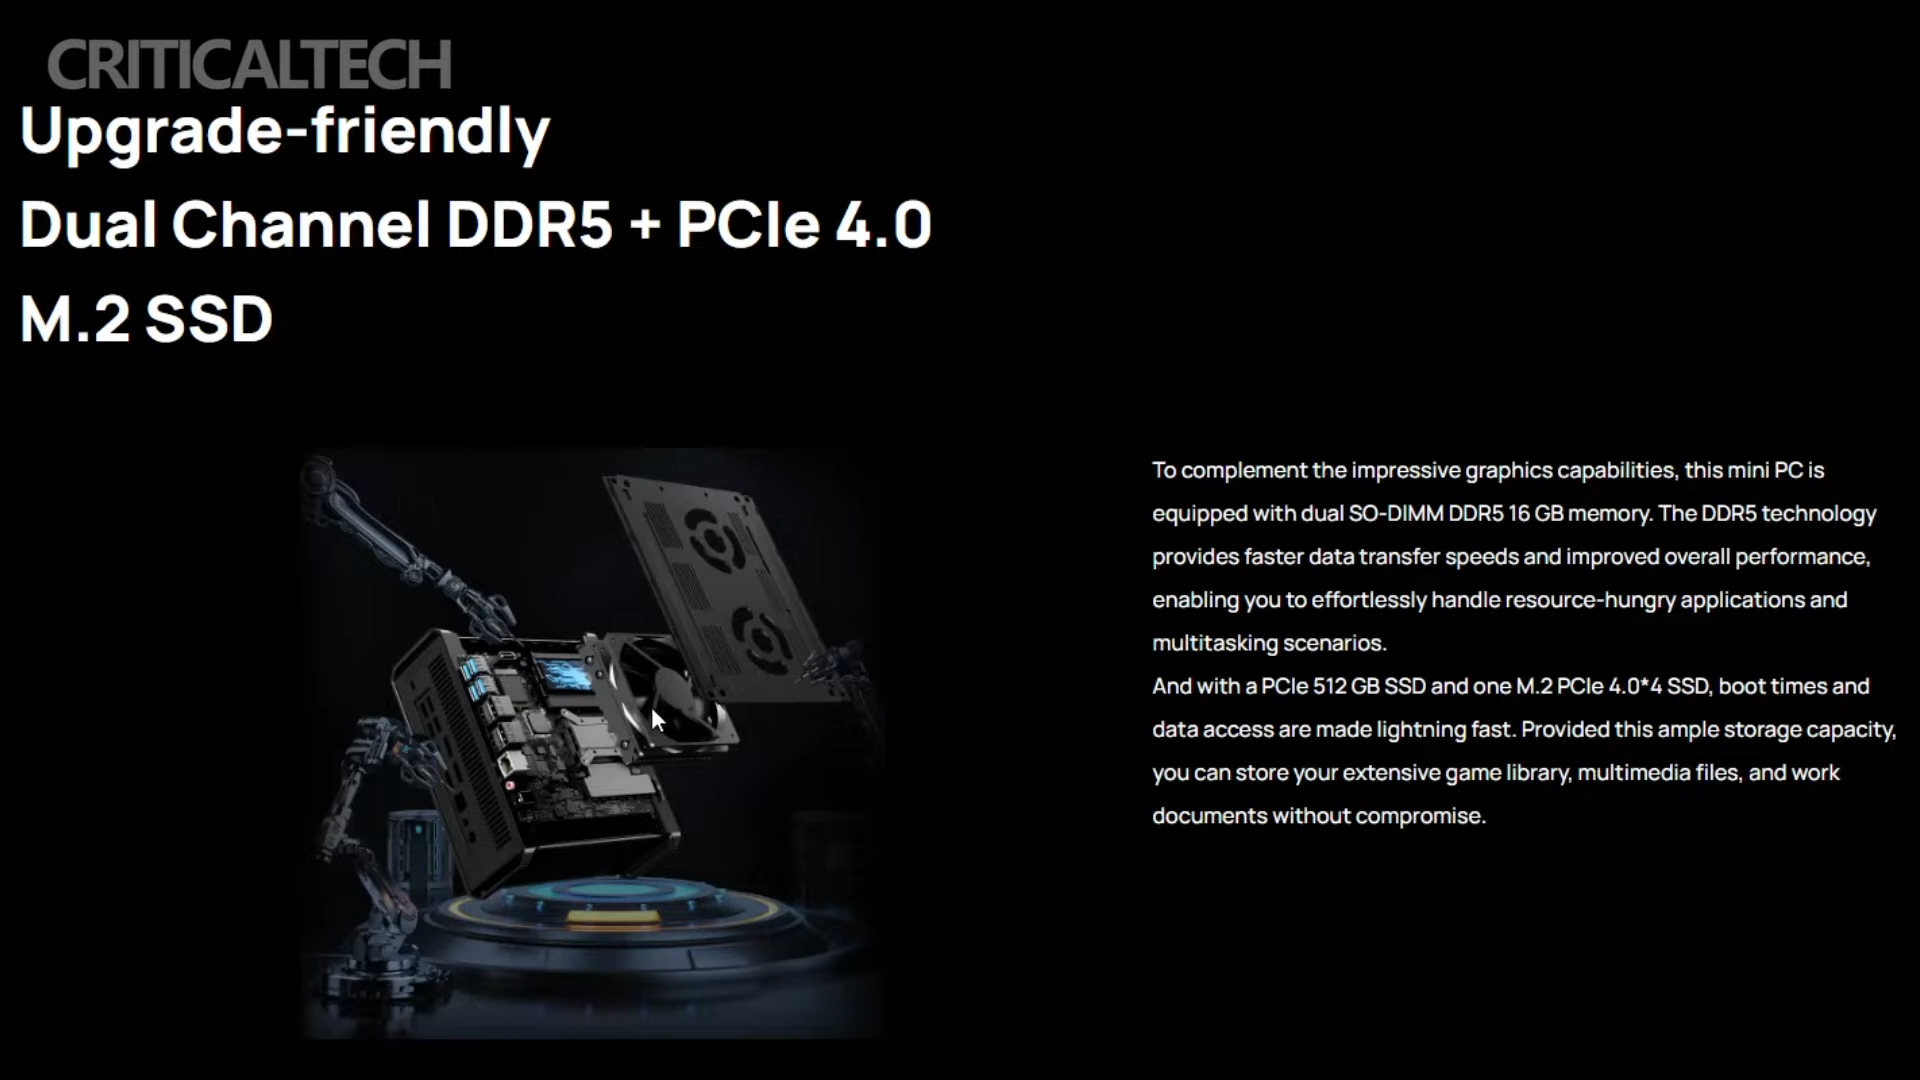 CRITICALTECH
Upgrade-friendly
Dual Channel DDR5 + PCIe 4.0
M.2 SSD
To complement the impressive graphics capabilities, this mini PC is
equipped with dual SO-DIMM DDR5 16 GB memory. The DDR5 technology
provides faster data transfer speeds and improved overall performance,
enabling you to effortlessly handle resource-hungry applications and
multitasking scenarios.
And with a PCIe 512 GB SSD and one M.2 PCIe 4.0*4 SSD, boot times and
data access are made lightning fast. Provided this ample storage capacity,
you can store your extensive game library, multimedia files, and work
documents without compromise.